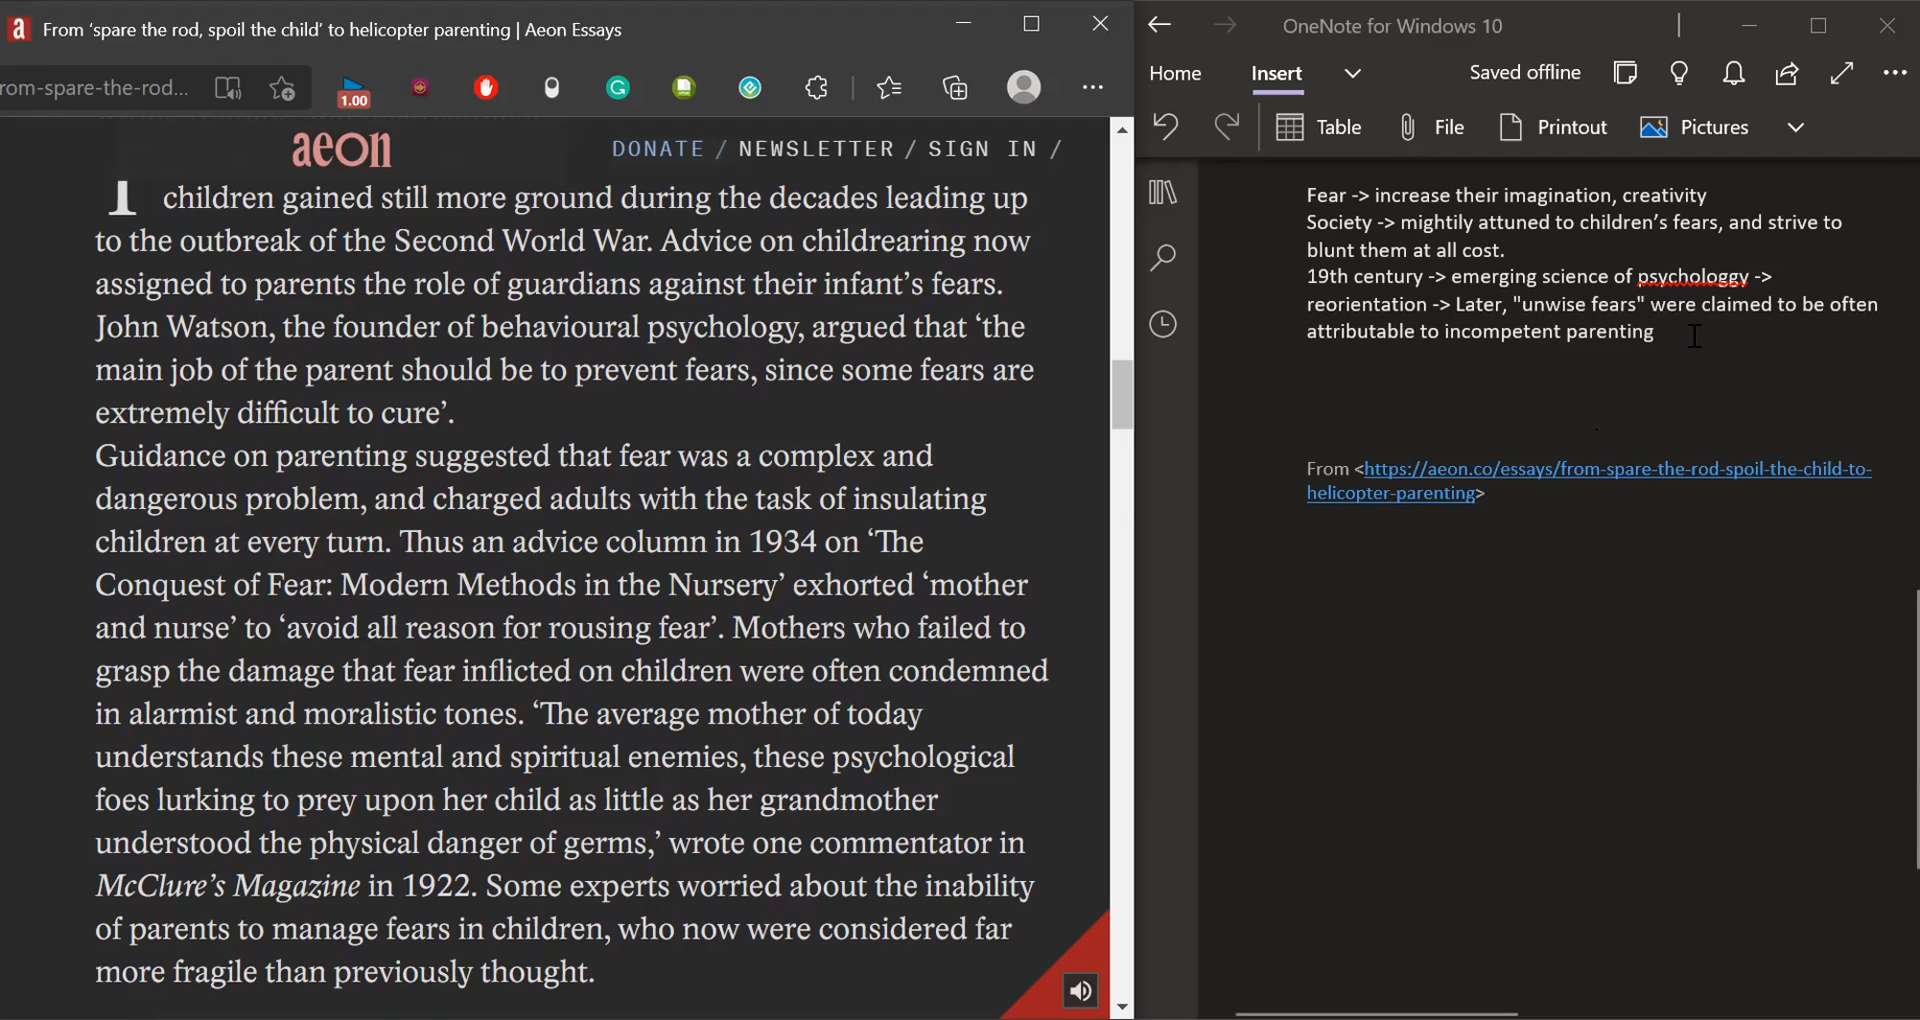 From ‘spare the rod, spoil the child’ to helicopter parenting | Aeon Essays
rom-spare-the-rod...
1.00
aeon
DONATE / NEWSLETTER / SIGN IN /
children gained still more ground during the decades leading up
to the outbreak of the Second World War. Advice on childrearing now
assigned to parents the role of guardians against their infant’s fears.
John Watson, the founder of behavioural psychology, argued that ‘the
main job of the parent should be to prevent fears, since some fears are
extremely difficult to cure’.
Guidance on parenting suggested that fear was a complex and
dangerous problem, and charged adults with the task of insulating
children at every turn. Thus an advice column in 1934 on ‘The
Conquest of Fear: Modern Methods in the Nursery’ exhorted ‘mother
and nurse’ to ‘avoid all reason for rousing fear’. Mothers who failed to
grasp the damage that fear inflicted on children were often condemned
in alarmist and moralistic tones. ‘The average mother of today
understands these mental and spiritual enemies, these psychological
foes lurking to prey upon her child as little as her grandmother
understood the physical danger of germs,’ wrote one commentator in
McClure’s Magazine in 1922. Some experts worried about the inability
of parents to manage fears in children, who now were considered far
more fragile than previously thought.
OneNote for Windows 10
Home Insert Saved offline
Table File Printout Pictures
Fear -> increase their imagination, creativity
Society -> mightily attuned to children’s fears, and strive to
blunt them at all cost.
19th century -> emerging science of psychologgy ->
reorientation -> Later, "unwise fears" were claimed to be often
attributable to incompetent parenting
From <https://aeon.co/essays/from-spare-the-rod-spoil-the-child-to-
helicopter-parenting>